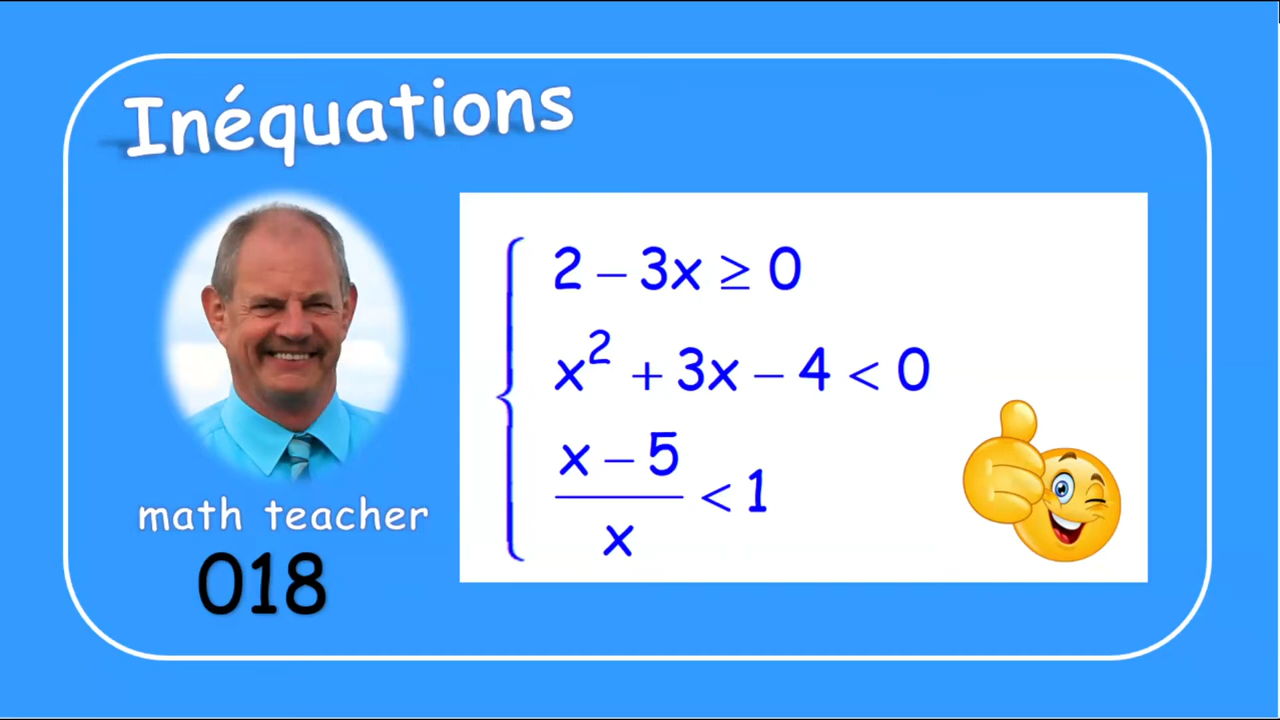 Inéquations
2 – 3x ≥ 0
x² + 3x – 4 < 0
x – 5
――― < 1
x
math teacher
018